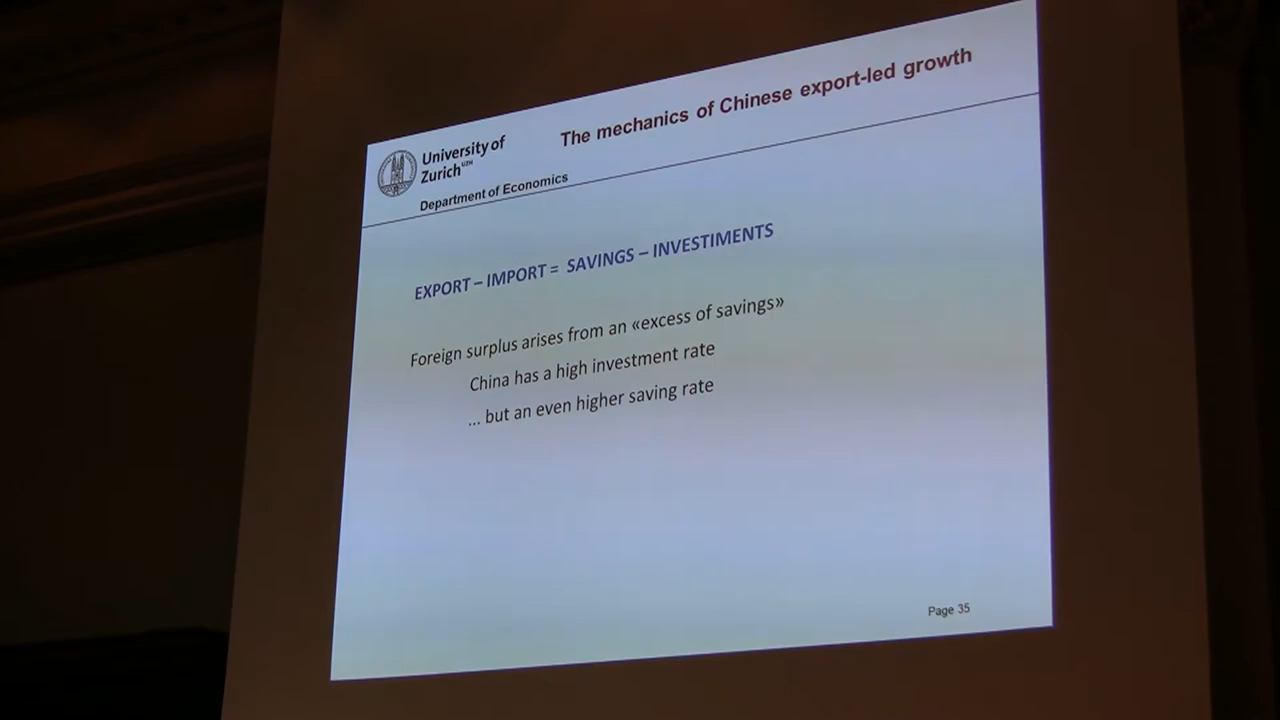 The mechanics of Chinese export-led growth
University of
Zurich UZH
Department of Economics
EXPORT – IMPORT = SAVINGS – INVESTIMENTS
Foreign surplus arises from an «excess of savings»
China has a high investment rate
... but an even higher saving rate
Page 35